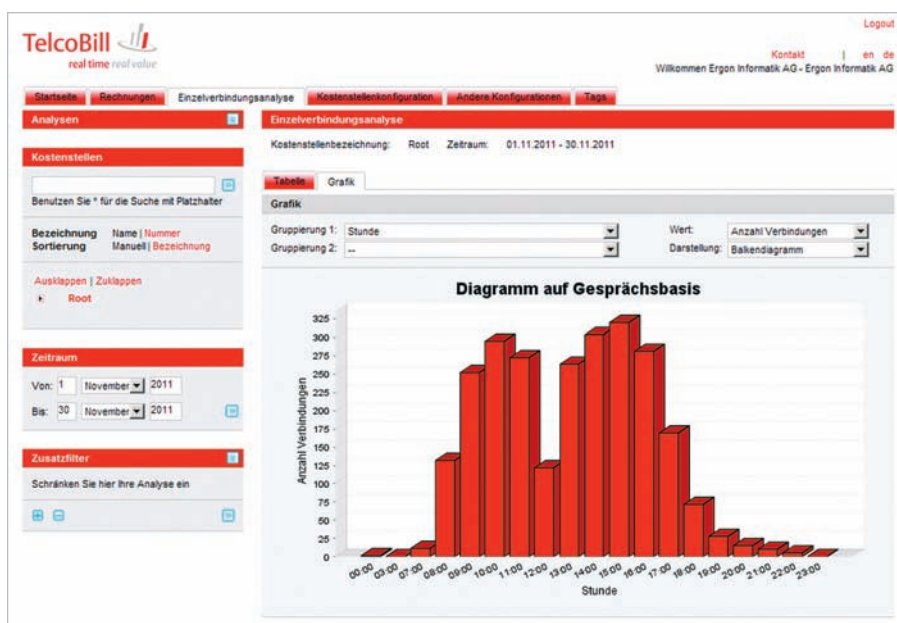 Logout
TelcoBill
real time real value
Kontakt | en de
Willkommen Ergon Informatik AG - Ergon Informatik AG
Startseite Rechnungen Einzelverbindungsanalyse Kostenstellenkonfiguration Andere Konfigurationen Tags
Analysen
Kostenstellen
Benutzen Sie * für die Suche mit Platzhalter
Bezeichnung Name | Nummer
Sortierung Manuell | Bezeichnung
Ausklappen | Zuklappen
Root
Zeitraum
Von: 1 November 2011
Bis: 30 November 2011
Zusatzfilter
Schränken Sie hier Ihre Analyse ein
Einzelverbindungsanalyse
Kostenstellenbezeichnung: Root Zeitraum: 01.11.2011 - 30.11.2011
Tabelle Grafik
Grafik
Gruppierung 1: Stunde Wert: Anzahl Verbindungen
Gruppierung 2: -- Darstellung: Balkendiagramm
Diagramm auf Gesprächsbasis
Anzahl Verbindungen
325
300
275
250
225
200
175
150
125
100
75
50
25
0
00:00 03:00 07:00 08:00 09:00 10:00 11:00 12:00 13:00 14:00 15:00 16:00 17:00 18:00 19:00 20:00 21:00 22:00 23:00
Stunde